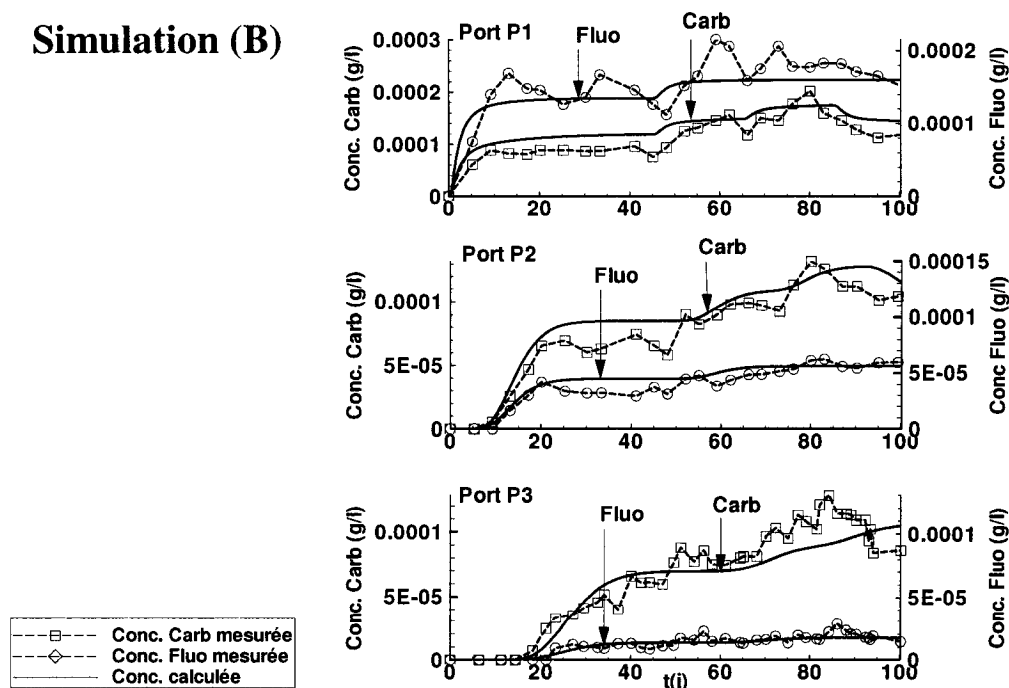 Simulation (B)
Port P1
Fluo
Carb
Conc. Carb (g/l)
0.0003
0.0002
0.0001
0
0.0002
0.0001
0
Conc. Fluo (g/l)
0 20 40 60 80 100
Port P2
Fluo
Carb
Conc. Carb (g/l)
0.0001
5E-05
0
0.00015
0.0001
5E-05
0
Conc Fluo (g/l)
0 20 40 60 80 100
Port P3
Fluo
Carb
Conc. Carb (g/l)
0.0001
5E-05
0
0.0001
5E-05
0
Conc. Fluo (g/l)
0 20 40 60 80 100
t(j)
Conc. Carb mesurée
Conc. Fluo mesurée
Conc. calculée